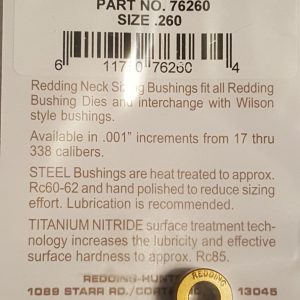 PART NO. 76260
SIZE .260
6 76260 4
Redding Neck Sizing Bushings fit all Redding
Bushing Dies and interchange with Wilson
style bushings.
Available in .001" increments from 17 thru
338 calibers.
STEEL Bushings are heat treated to approx.
Rc60-62 and hand polished to reduce sizing
effort. Lubrication is recommended.
TITANIUM NITRIDE surface treatment tech-
nology increases the lubricity and effective
surface hardness to approx. Rc85.
REDDING-HUNT
REDDING
1089 STARR RD./CORT 13045